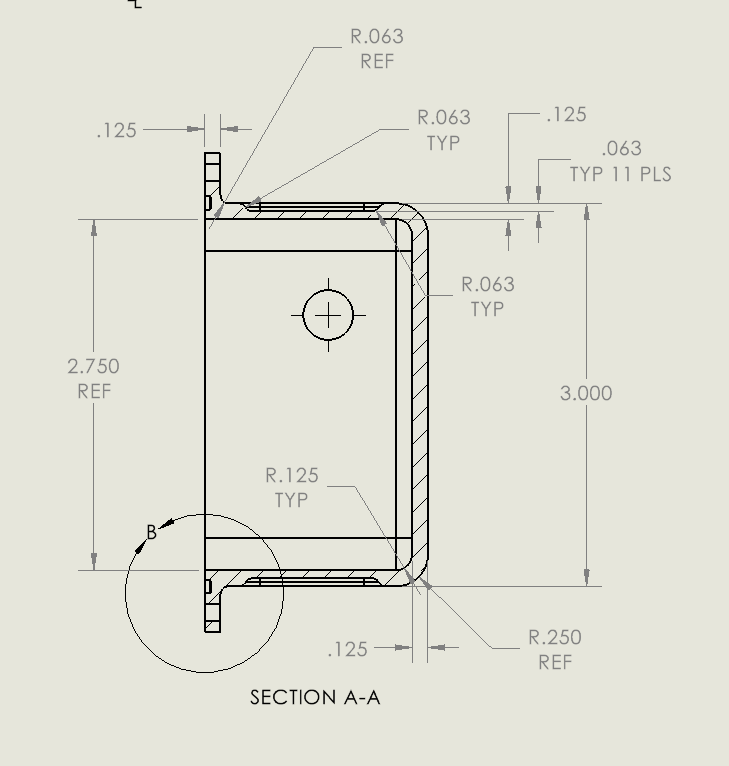 R.063
REF
.125
R.063
TYP
.125
.063
TYP 11 PLS
R.063
TYP
2.750
REF
3.000
R.125
TYP
B
R.250
REF
.125
SECTION A-A